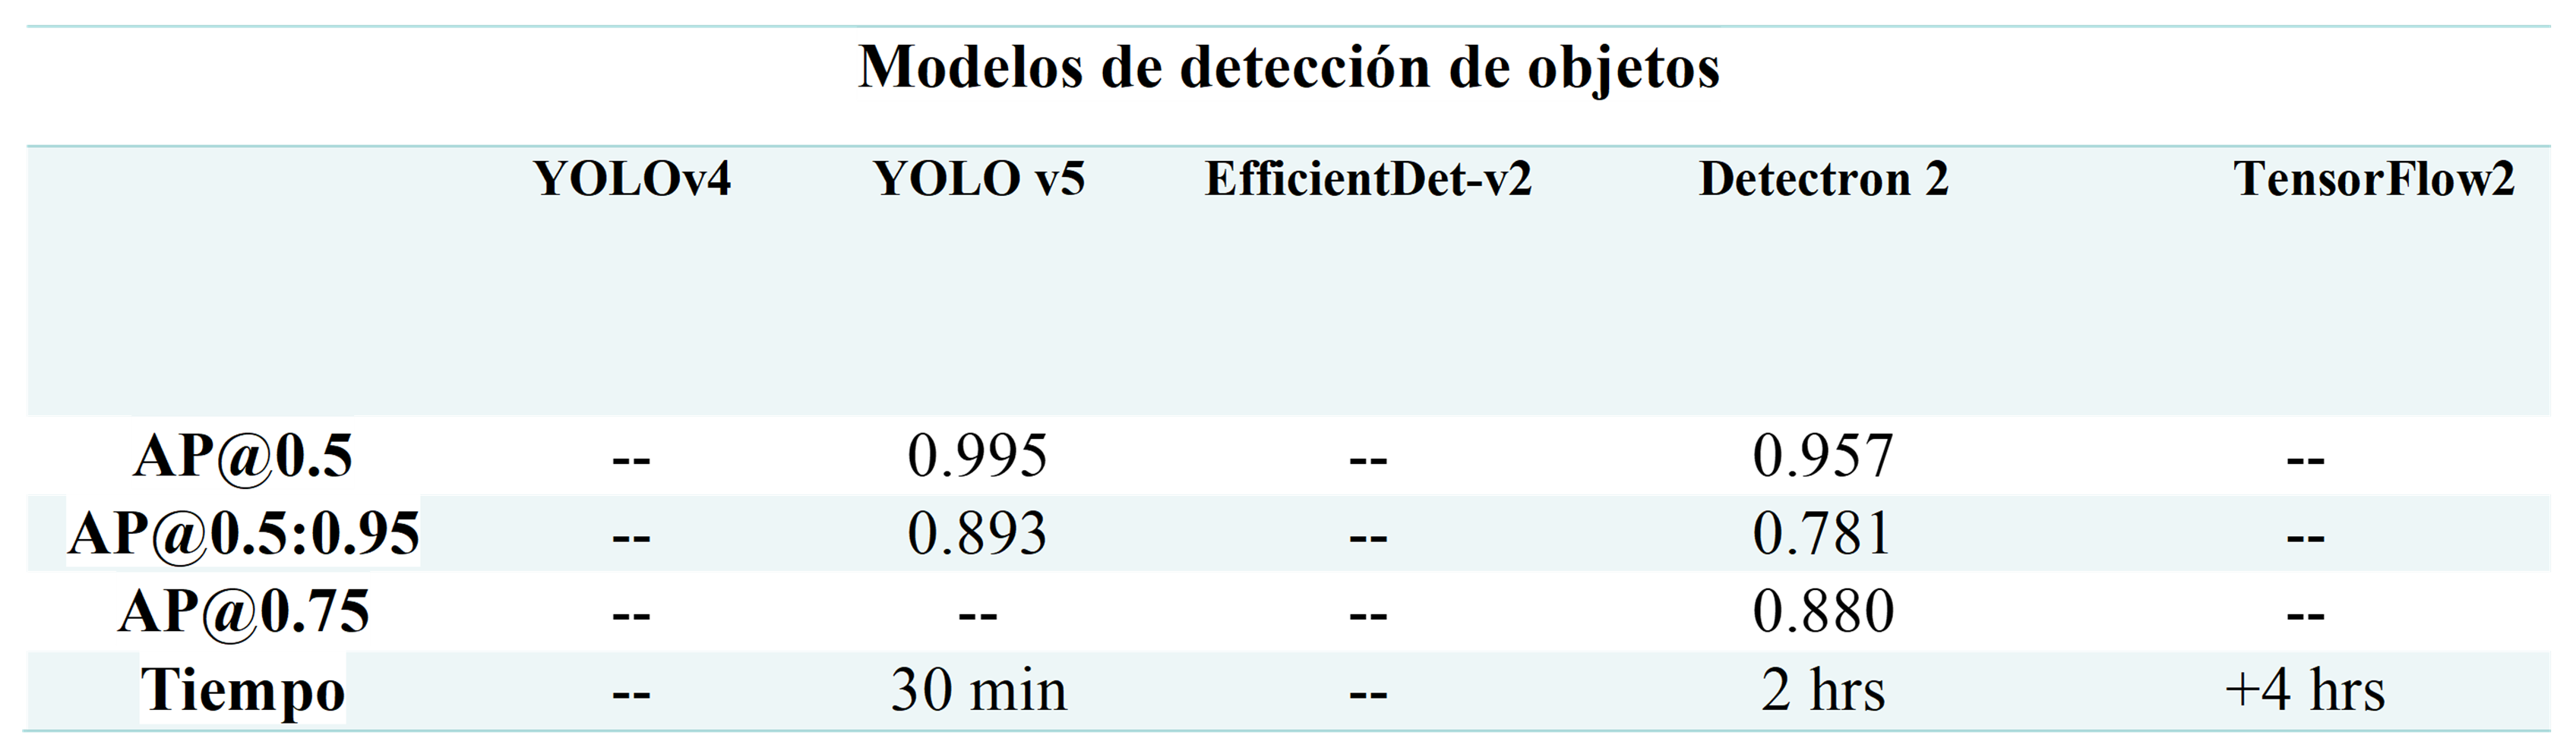 Modelos de detección de objetos
YOLOv4 YOLO v5 EfficientDet-v2 Detectron 2 TensorFlow2
AP@0.5 -- 0.995 -- 0.957 --
AP@0.5:0.95 -- 0.893 -- 0.781 --
AP@0.75 -- -- -- 0.880 --
Tiempo -- 30 min -- 2 hrs +4 hrs